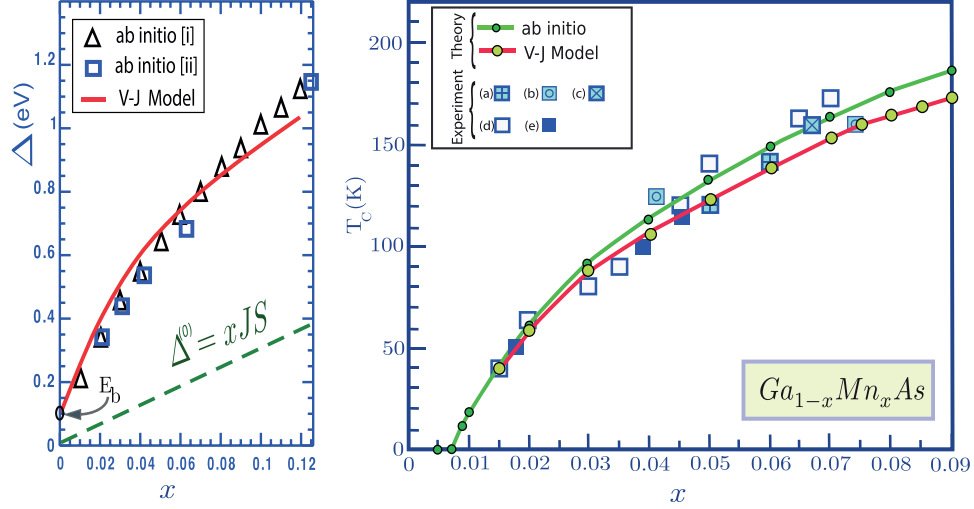 ab initio [i]
ab initio [ii]
V-J Model
Δ(eV)
1.2
1
0.8
0.6
0.4
0.2
0
E_b
Δ^(0) = xJS
0 0.02 0.04 0.06 0.08 0.1 0.12
x
Theory
ab initio
V-J Model
Experiment
(a) (b) (c)
(d) (e)
T_C(K)
200
150
100
50
0
Ga_{1-x}Mn_xAs
0 0.01 0.02 0.03 0.04 0.05 0.06 0.07 0.08 0.09
x